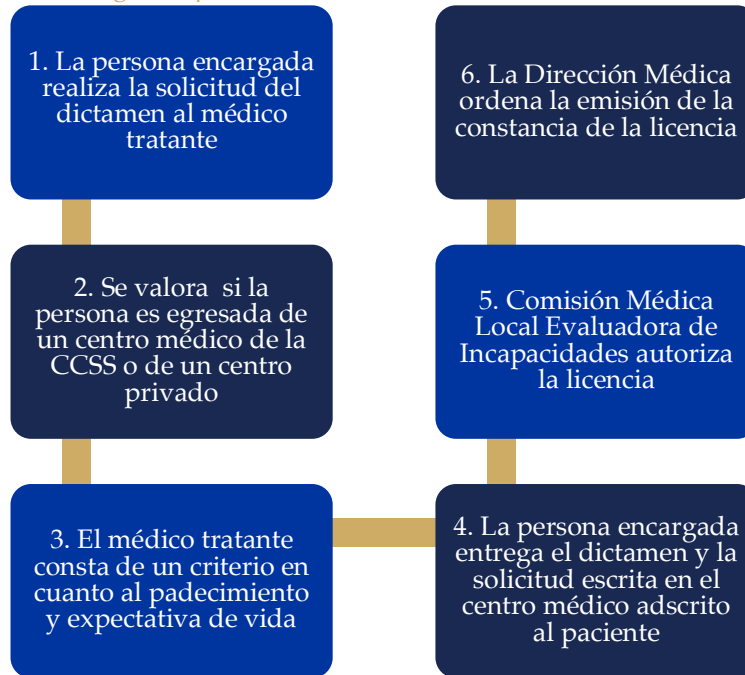 1. La persona encargada
realiza la solicitud del
dictamen al médico
tratante
2. Se valora si la
persona es egresada de
un centro médico de la
CCSS o de un centro
privado
3. El médico tratante
consta de un criterio en
cuanto al padecimiento
y expectativa de vida
4. La persona encargada
entrega el dictamen y la
solicitud escrita en el
centro médico adscrito
al paciente
5. Comisión Médica
Local Evaluadora de
Incapacidades autoriza
la licencia
6. La Dirección Médica
ordena la emisión de la
constancia de la licencia